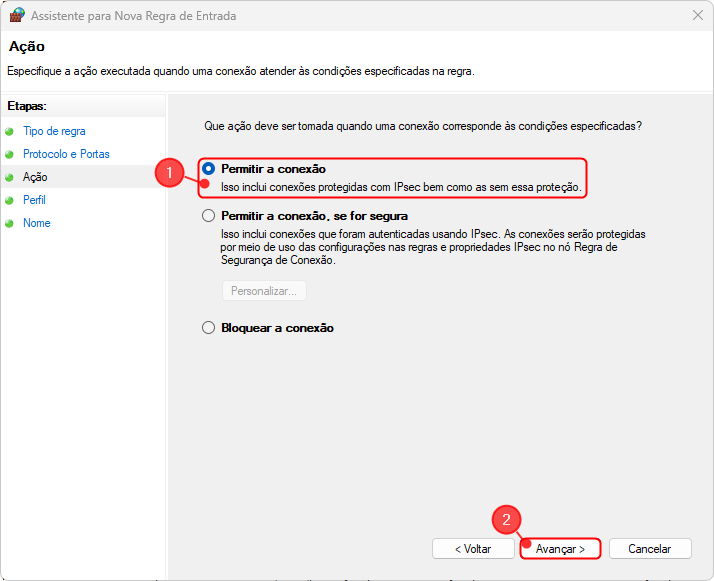 Assistente para Nova Regra de Entrada
Ação
Especifique a ação executada quando uma conexão atender às condições especificadas na regra.
Etapas:
Tipo de regra
Protocolo e Portas
Ação
Perfil
Nome
Que ação deve ser tomada quando uma conexão corresponde às condições especificadas?
1
Permitir a conexão
Isso inclui conexões protegidas com IPsec bem como as sem essa proteção.
Permitir a conexão, se for segura
Isso inclui conexões que foram autenticadas usando IPsec. As conexões serão protegidas
por meio de uso das configurações nas regras e propriedades IPsec no nó Regra de
Segurança de Conexão.
Personalizar...
Bloquear a conexão
2
< Voltar
Avançar >
Cancelar